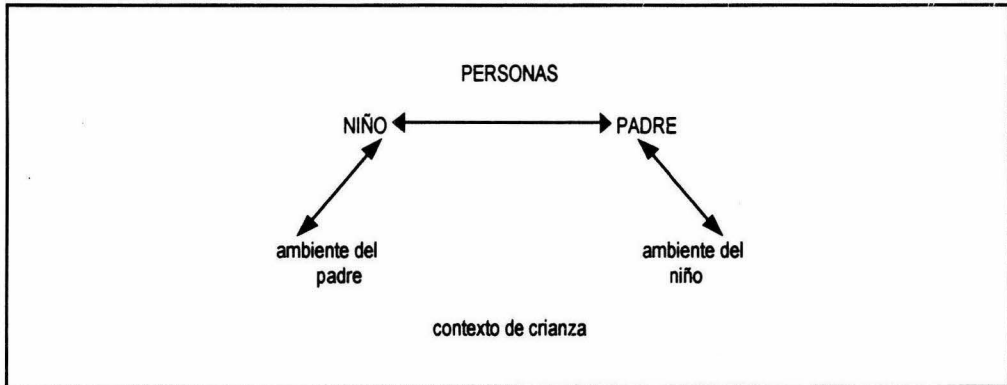 PERSONAS
NIÑO PADRE
ambiente del ambiente del
padre niño
contexto de crianza